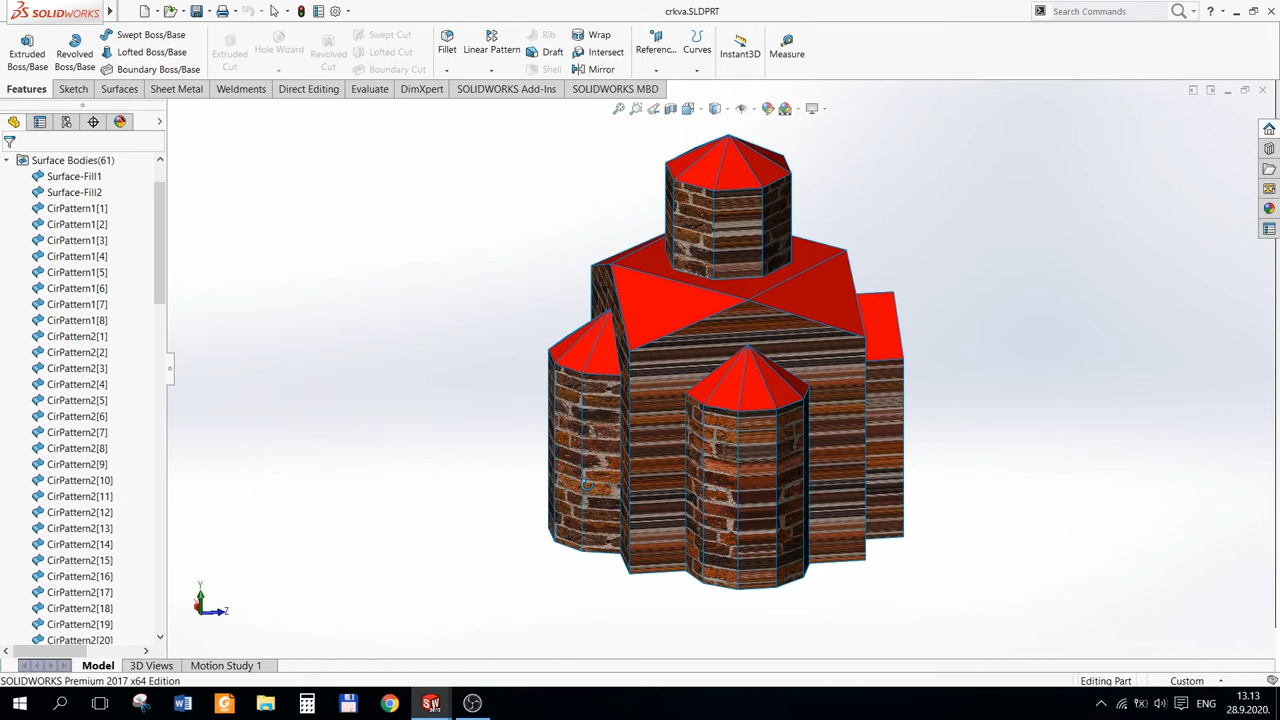 SOLIDWORKS
crkva.SLDPRT
Search Commands
Extruded Boss/Base
Revolved Boss/Base
Swept Boss/Base
Lofted Boss/Base
Boundary Boss/Base
Extruded Cut
Hole Wizard
Revolved Cut
Swept Cut
Lofted Cut
Boundary Cut
Fillet
Linear Pattern
Rib
Draft
Shell
Wrap
Intersect
Mirror
Referenc...
Curves
Instant3D
Measure
Features
Sketch
Surfaces
Sheet Metal
Weldments
Direct Editing
Evaluate
DimXpert
SOLIDWORKS Add-Ins
SOLIDWORKS MBD
Surface Bodies(61)
Surface-Fill1
Surface-Fill2
CirPattern1[1]
CirPattern1[2]
CirPattern1[3]
CirPattern1[4]
CirPattern1[5]
CirPattern1[6]
CirPattern1[7]
CirPattern1[8]
CirPattern2[1]
CirPattern2[2]
CirPattern2[3]
CirPattern2[4]
CirPattern2[5]
CirPattern2[6]
CirPattern2[7]
CirPattern2[8]
CirPattern2[9]
CirPattern2[10]
CirPattern2[11]
CirPattern2[12]
CirPattern2[13]
CirPattern2[14]
CirPattern2[15]
CirPattern2[16]
CirPattern2[17]
CirPattern2[18]
CirPattern2[19]
CirPattern2[20]
Y
Z
Model
3D Views
Motion Study 1
SOLIDWORKS Premium 2017 x64 Edition
Editing Part
Custom
ENG
13.13
28.9.2020.